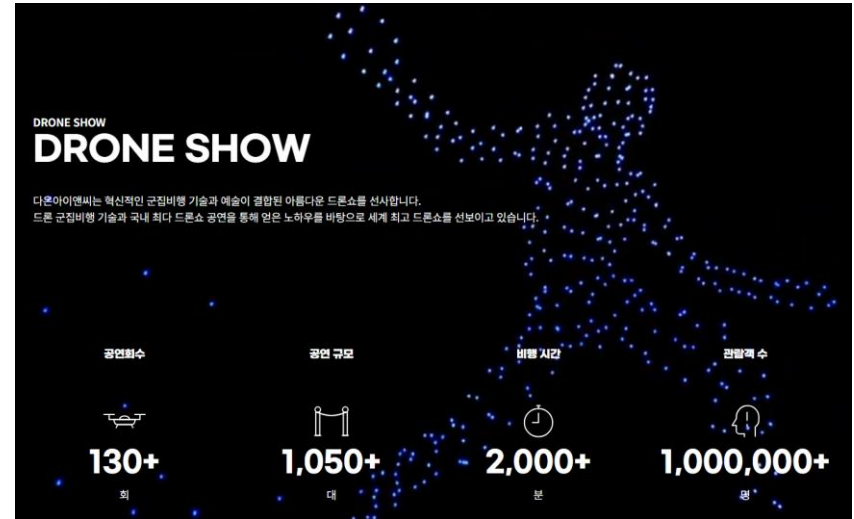 DRONE SHOW
DRONE SHOW
다온아이앤씨는 혁신적인 군집비행 기술과 예술이 결합된 아름다운 드론쇼를 선사합니다.
드론 군집비행 기술과 국내 최다 드론쇼 공연을 통해 얻은 노하우를 바탕으로 세계 최고 드론쇼를 선보이고 있습니다.
공연회수 공연 규모 비행 시간 관람객 수
130+ 1,050+ 2,000+ 1,000,000+
회 대 분 명